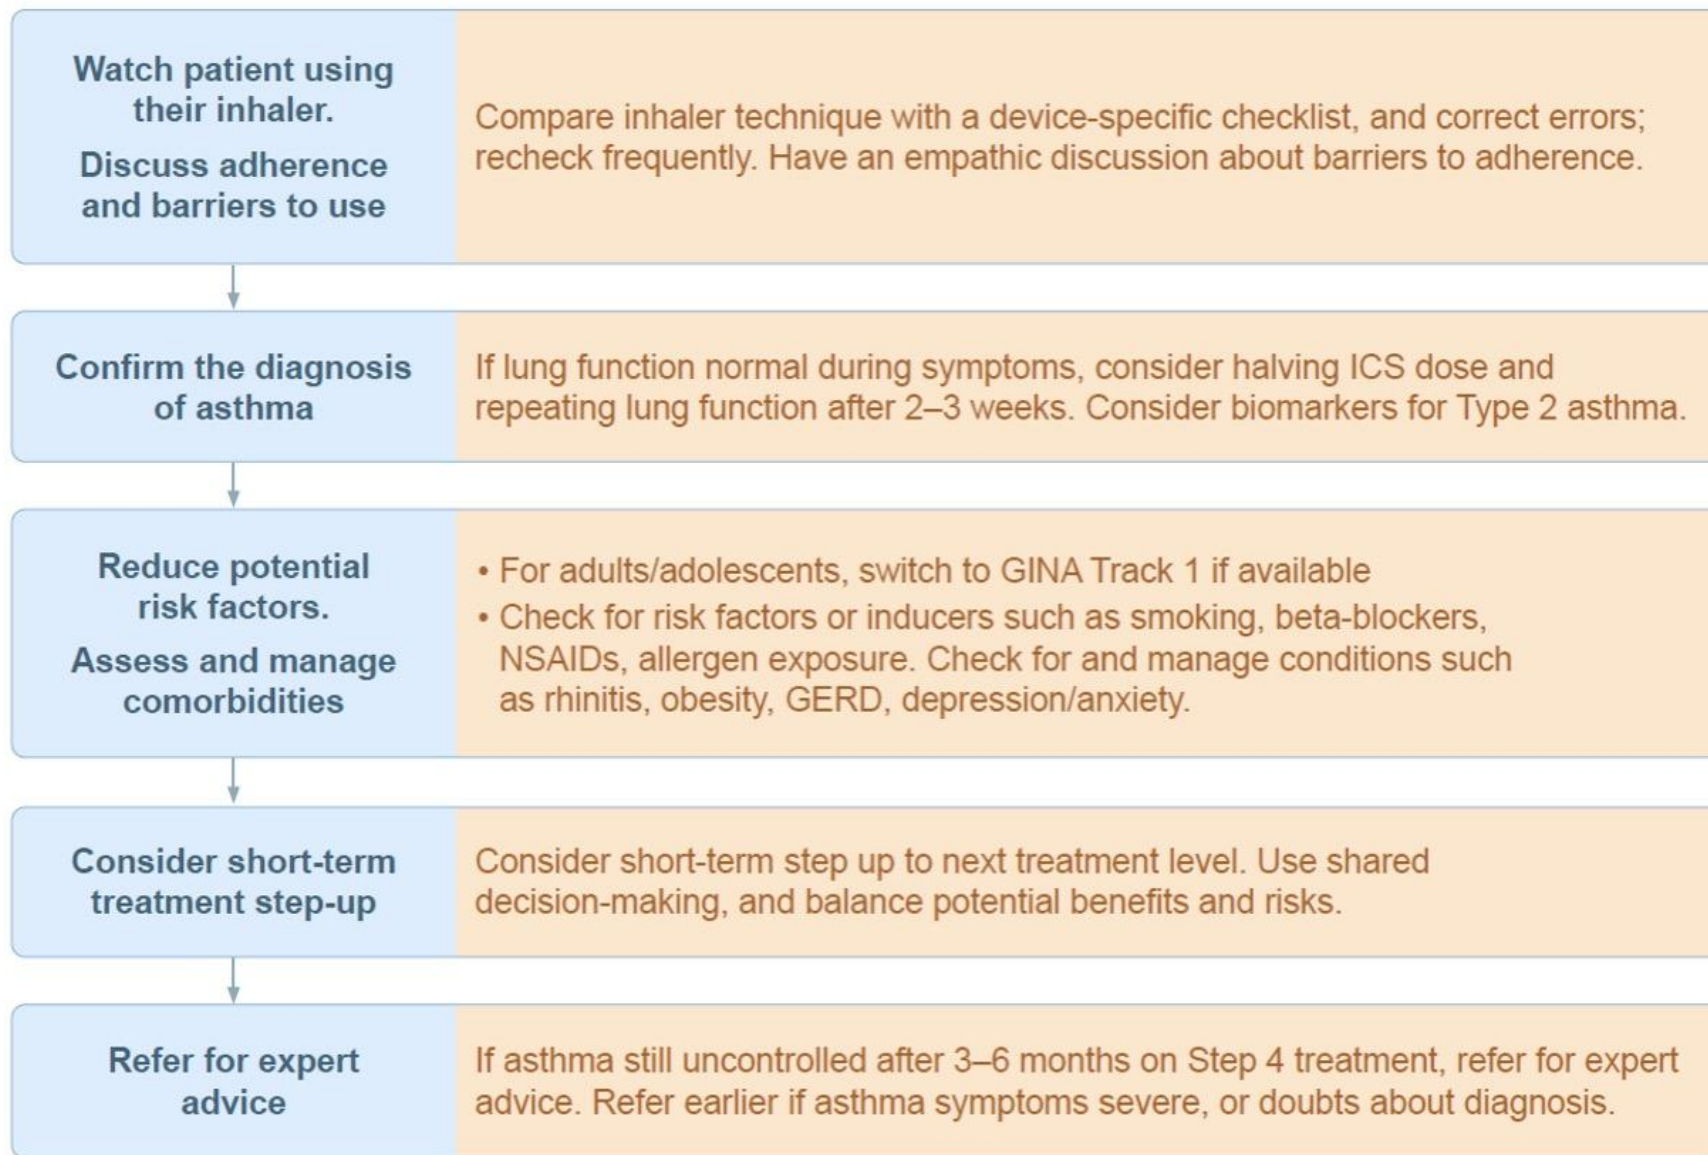 Watch patient using
their inhaler.
Discuss adherence
and barriers to use
Compare inhaler technique with a device-specific checklist, and correct errors;
recheck frequently. Have an empathic discussion about barriers to adherence.
Confirm the diagnosis
of asthma
If lung function normal during symptoms, consider halving ICS dose and
repeating lung function after 2–3 weeks. Consider biomarkers for Type 2 asthma.
Reduce potential
risk factors.
Assess and manage
comorbidities
• For adults/adolescents, switch to GINA Track 1 if available
• Check for risk factors or inducers such as smoking, beta-blockers,
NSAIDs, allergen exposure. Check for and manage conditions such
as rhinitis, obesity, GERD, depression/anxiety.
Consider short-term
treatment step-up
Consider short-term step up to next treatment level. Use shared
decision-making, and balance potential benefits and risks.
Refer for expert
advice
If asthma still uncontrolled after 3–6 months on Step 4 treatment, refer for expert
advice. Refer earlier if asthma symptoms severe, or doubts about diagnosis.